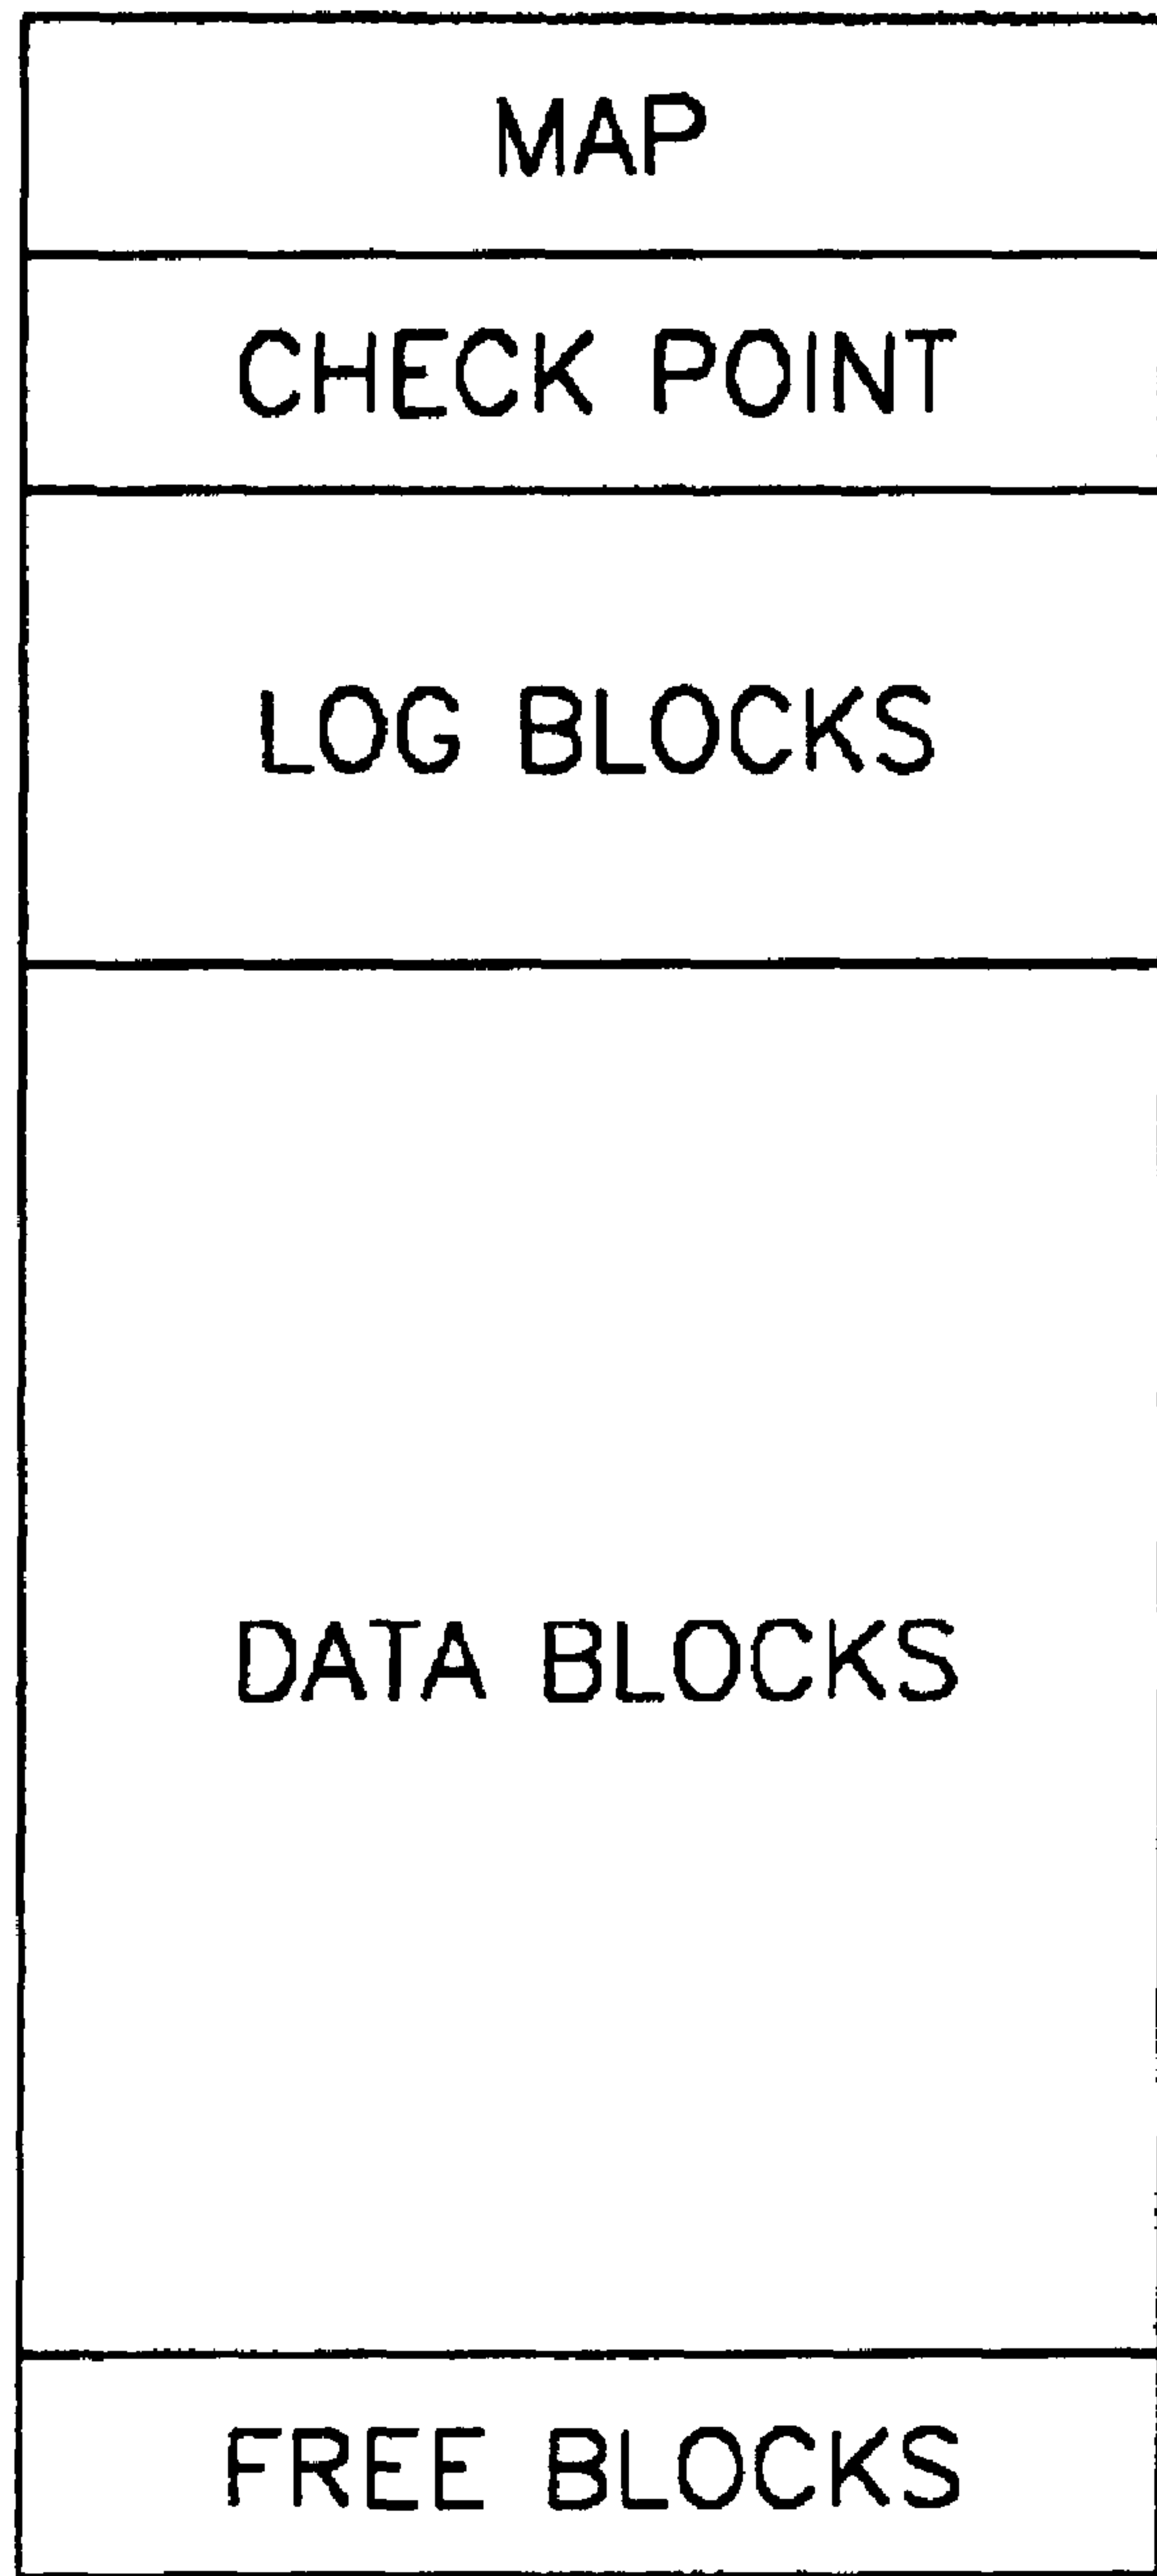 MAP
CHECK POINT
LOG BLOCKS
DATA BLOCKS
FREE BLOCKS